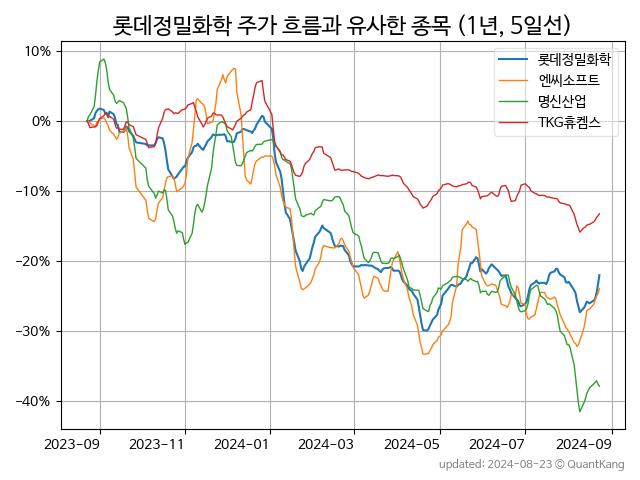 롯데정밀화학 주가 흐름과 유사한 종목 (1년, 5일선)
10%
0%
-10%
-20%
-30%
-40%
롯데정밀화학
엔씨소프트
명신산업
TKG휴켐스
2023-09 2023-11 2024-01 2024-03 2024-05 2024-07 2024-09
updated: 2024-08-23 © QuantKang